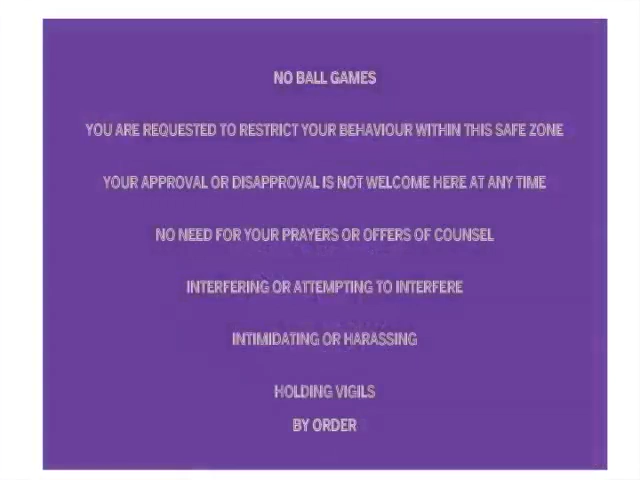 NO BALL GAMES
YOU ARE REQUESTED TO RESTRICT YOUR BEHAVIOUR WITHIN THIS SAFE ZONE
YOUR APPROVAL OR DISAPPROVAL IS NOT WELCOME HERE AT ANY TIME
NO NEED FOR YOUR PRAYERS OR OFFERS OF COUNSEL
INTERFERING OR ATTEMPTING TO INTERFERE
INTIMIDATING OR HARASSING
HOLDING VIGILS
BY ORDER